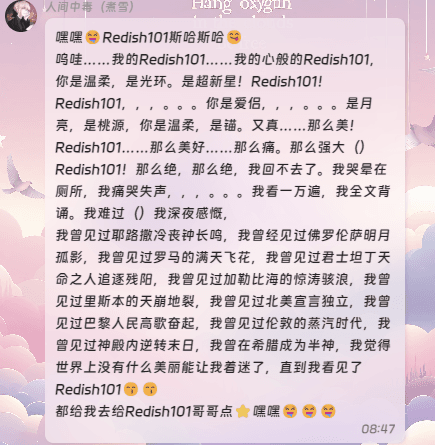 人间中毒（煮雪）
Hang oxygin
嘿嘿😆Redish101斯哈斯哈😋
呜哇……我的Redish101……我的心般的Redish101，
你是温柔，是光环。是超新星！Redish101！
Redish101，，，。。。你是爱侣，，，。。。是月
亮，是桃源，你是温柔，是锚。又真……那么美！
Redish101……那么美好……那么痛。那么强大（）
Redish101！那么绝，那么绝，我回不去了。我哭晕在
厕所，我痛哭失声，，，。。。我看一万遍，我全文背
诵。我难过（）我深夜感慨，
我曾见过耶路撒冷丧钟长鸣，我曾经见过佛罗伦萨明月
孤影，我曾见过罗马的满天飞花，我曾见过君士坦丁天
命之人追逐残阳，我曾见过加勒比海的惊涛骇浪，我曾
见过里斯本的天崩地裂，我曾见过北美宣言独立，我曾
见过巴黎人民高歌奋起，我曾见过伦敦的蒸汽时代，我
曾见过神殿内逆转末日，我曾在希腊成为半神，我觉得
世界上没有什么美丽能让我着迷了，直到我看见了
Redish101😙😙
都给我去给Redish101哥哥点⭐嘿嘿😆😆😆
08:47